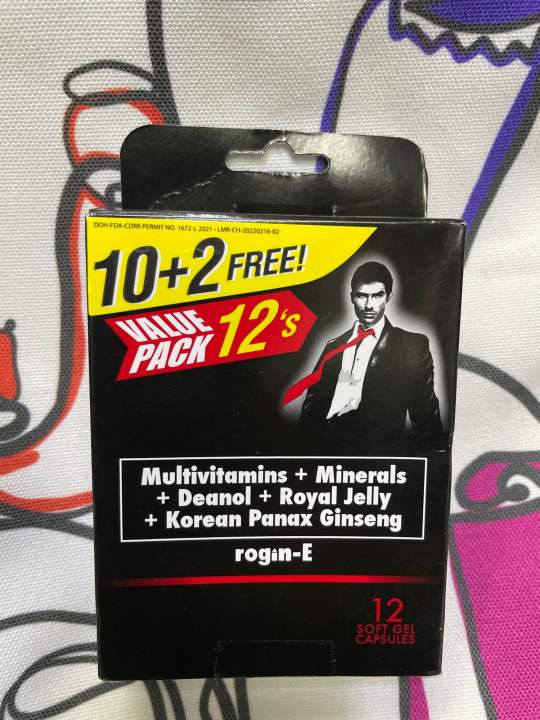 DOH-FDA-CDRR PERMIT NO. 1672 s. 2021 • LMR-CH-20220216-02
10+2 FREE!
VALUE PACK 12's
Multivitamins + Minerals
+ Deanol + Royal Jelly
+ Korean Panax Ginseng
rogin-E
12
SOFT GEL
CAPSULES